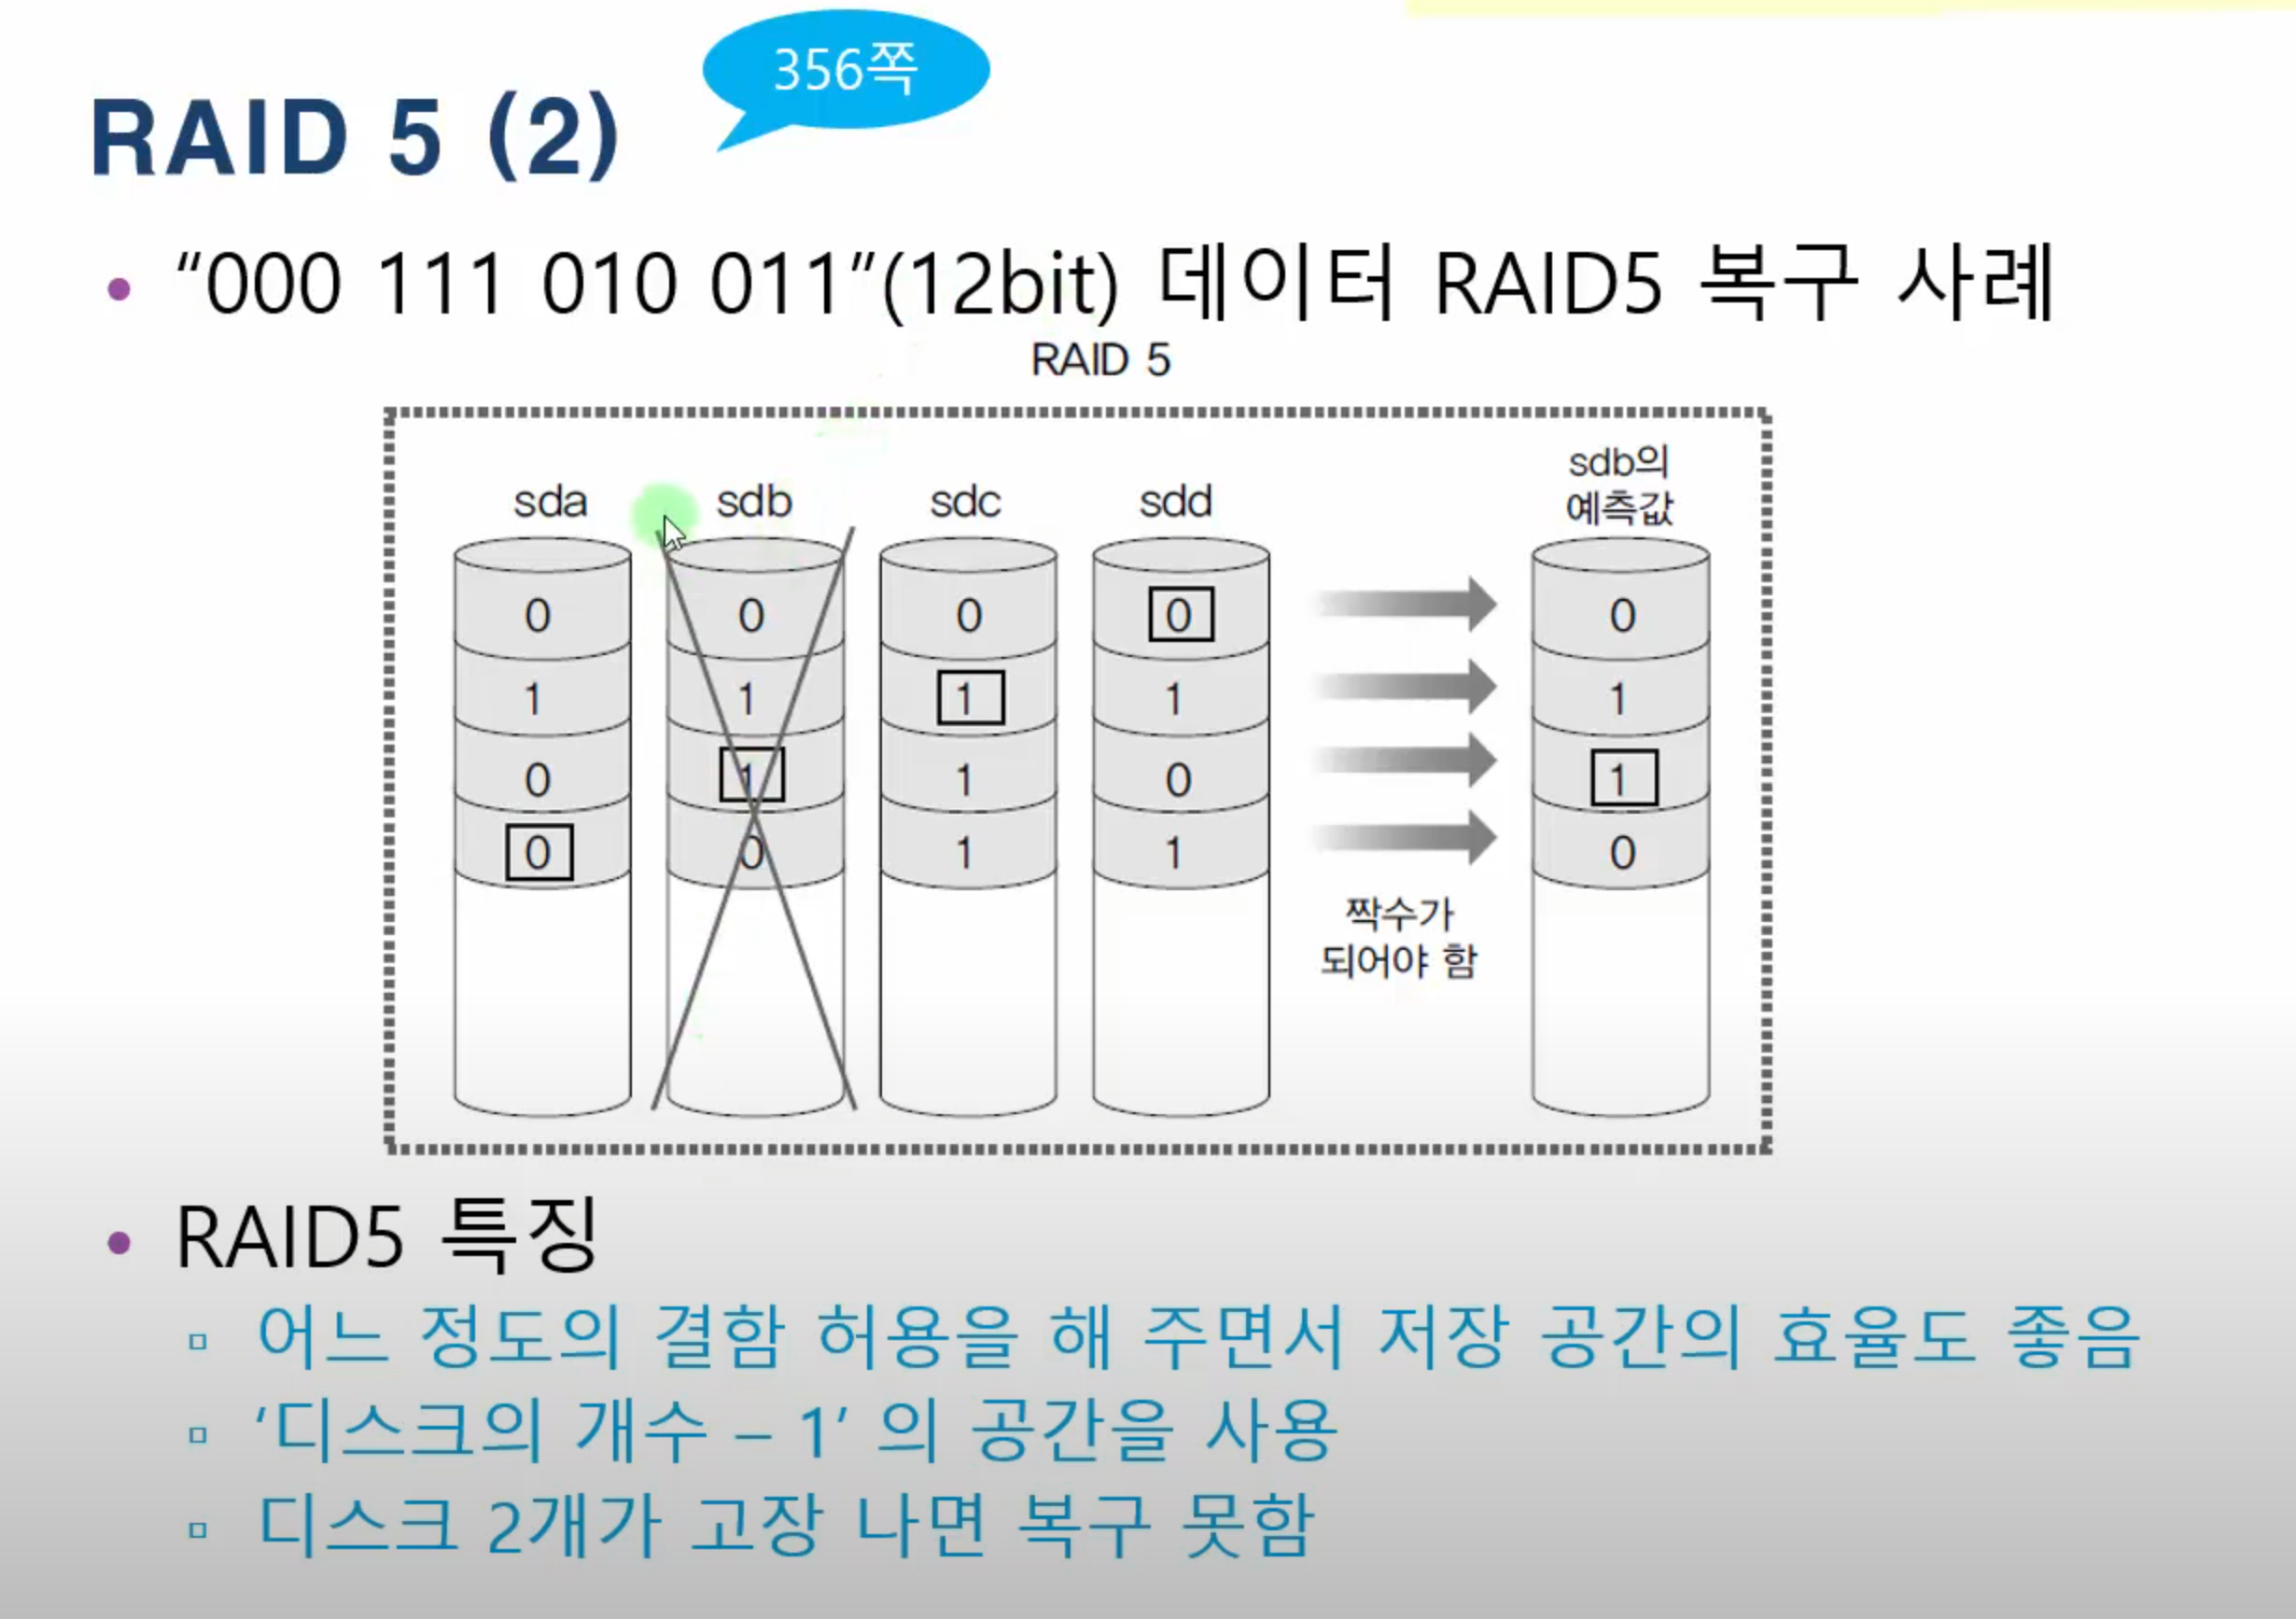 356쪽
RAID 5 (2)
• “000 111 010 011”(12bit) 데이터 RAID5 복구 사례
RAID 5
sda sdb sdc sdd sdb의 예측값
0 0 0 0 0
1 1 1 1 1
0 1 1 0 1
0 0 1 1 0
짝수가
되어야 함
• RAID5 특징
▫ 어느 정도의 결함 허용을 해 주면서 저장 공간의 효율도 좋음
▫ ‘디스크의 개수 – 1’ 의 공간을 사용
▫ 디스크 2개가 고장 나면 복구 못함